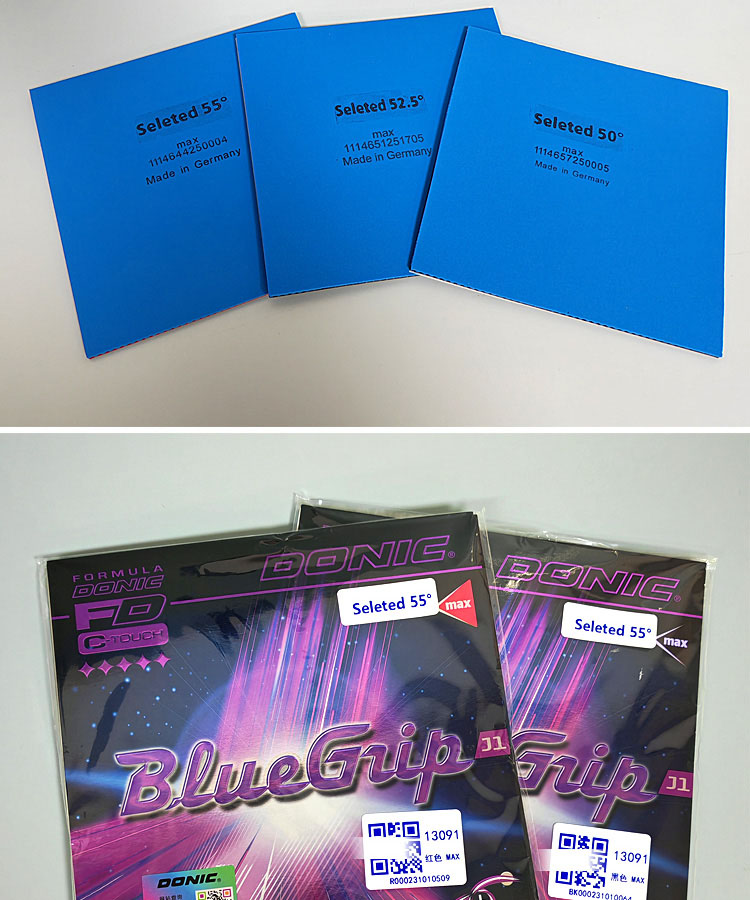 Seleted 55°
max
1114644250004
Made in Germany
Seleted 52.5°
max
1114651251705
Made in Germany
Seleted 50°
max
1114657250005
Made in Germany
FORMULA
DONIC
FD
C-TOUCH
DONIC®
Seleted 55°
max
BlueGrip
J1
13091
红色 MAX
R000231010509
DONIC®
DONIC®
Seleted 55°
max
Grip
J1
13091
黑色 MAX
BK000231010064